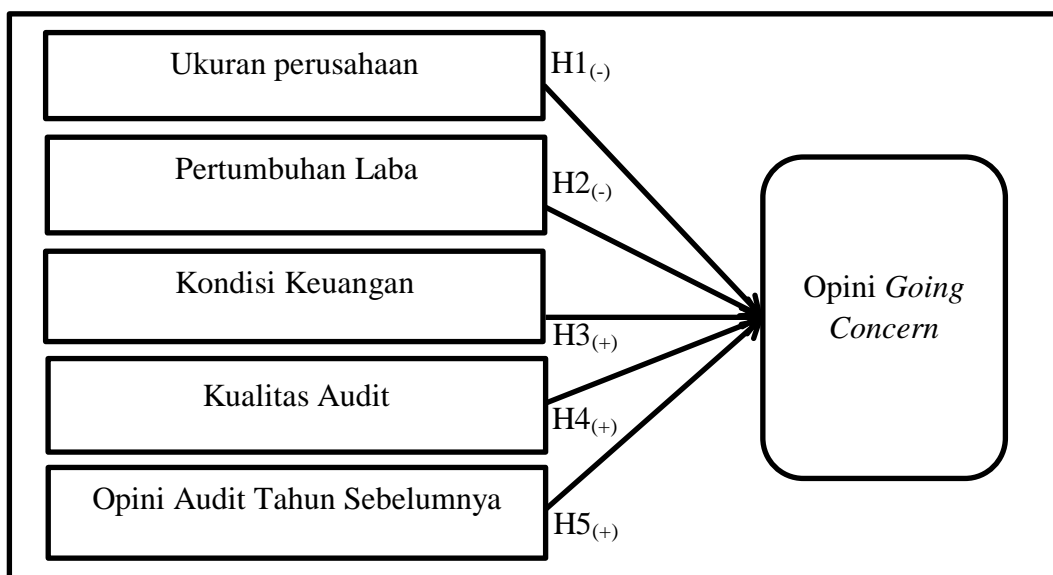 Ukuran perusahaan
H1(-)
Pertumbuhan Laba
H2(-)
Kondisi Keuangan
H3(+)
Kualitas Audit
H4(+)
Opini Audit Tahun Sebelumnya
H5(+)
Opini Going
Concern